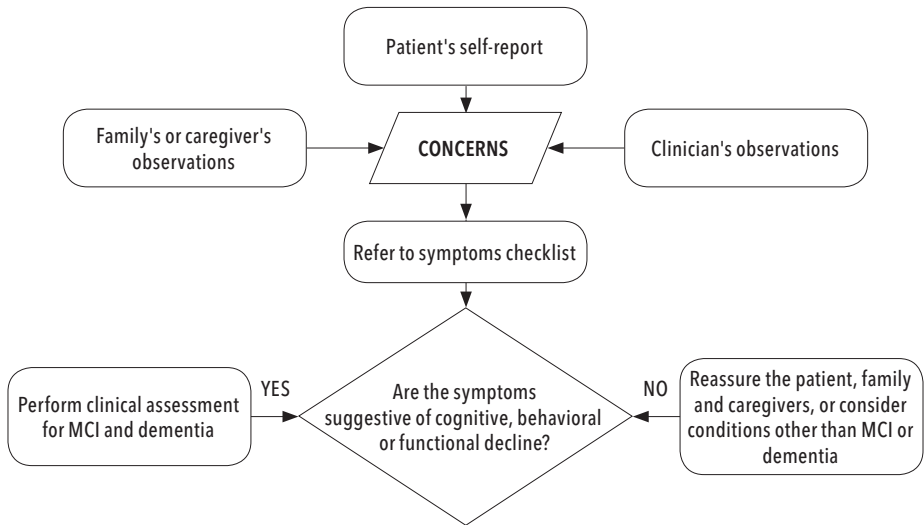 Patient's self-report
Family's or caregiver's
observations
CONCERNS
Clinician's observations
Refer to symptoms checklist
Perform clinical assessment
for MCI and dementia
YES
Are the symptoms
suggestive of cognitive, behavioral
or functional decline?
NO
Reassure the patient, family
and caregivers, or consider
conditions other than MCI or
dementia